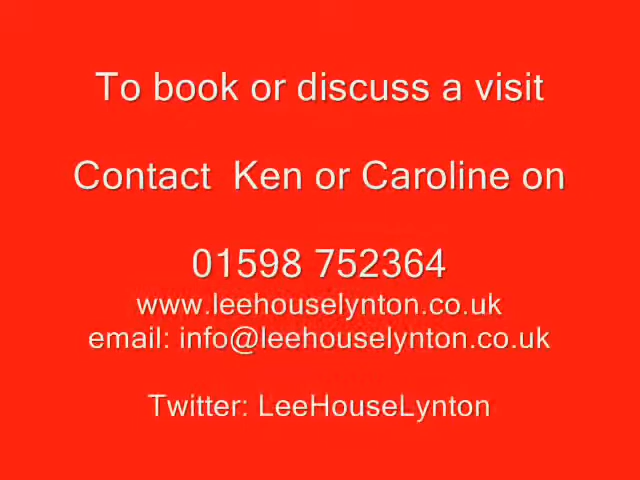 To book or discuss a visit
Contact  Ken or Caroline on
01598 752364
www.leehouselynton.co.uk
email: info@leehouselynton.co.uk
Twitter: LeeHouseLynton